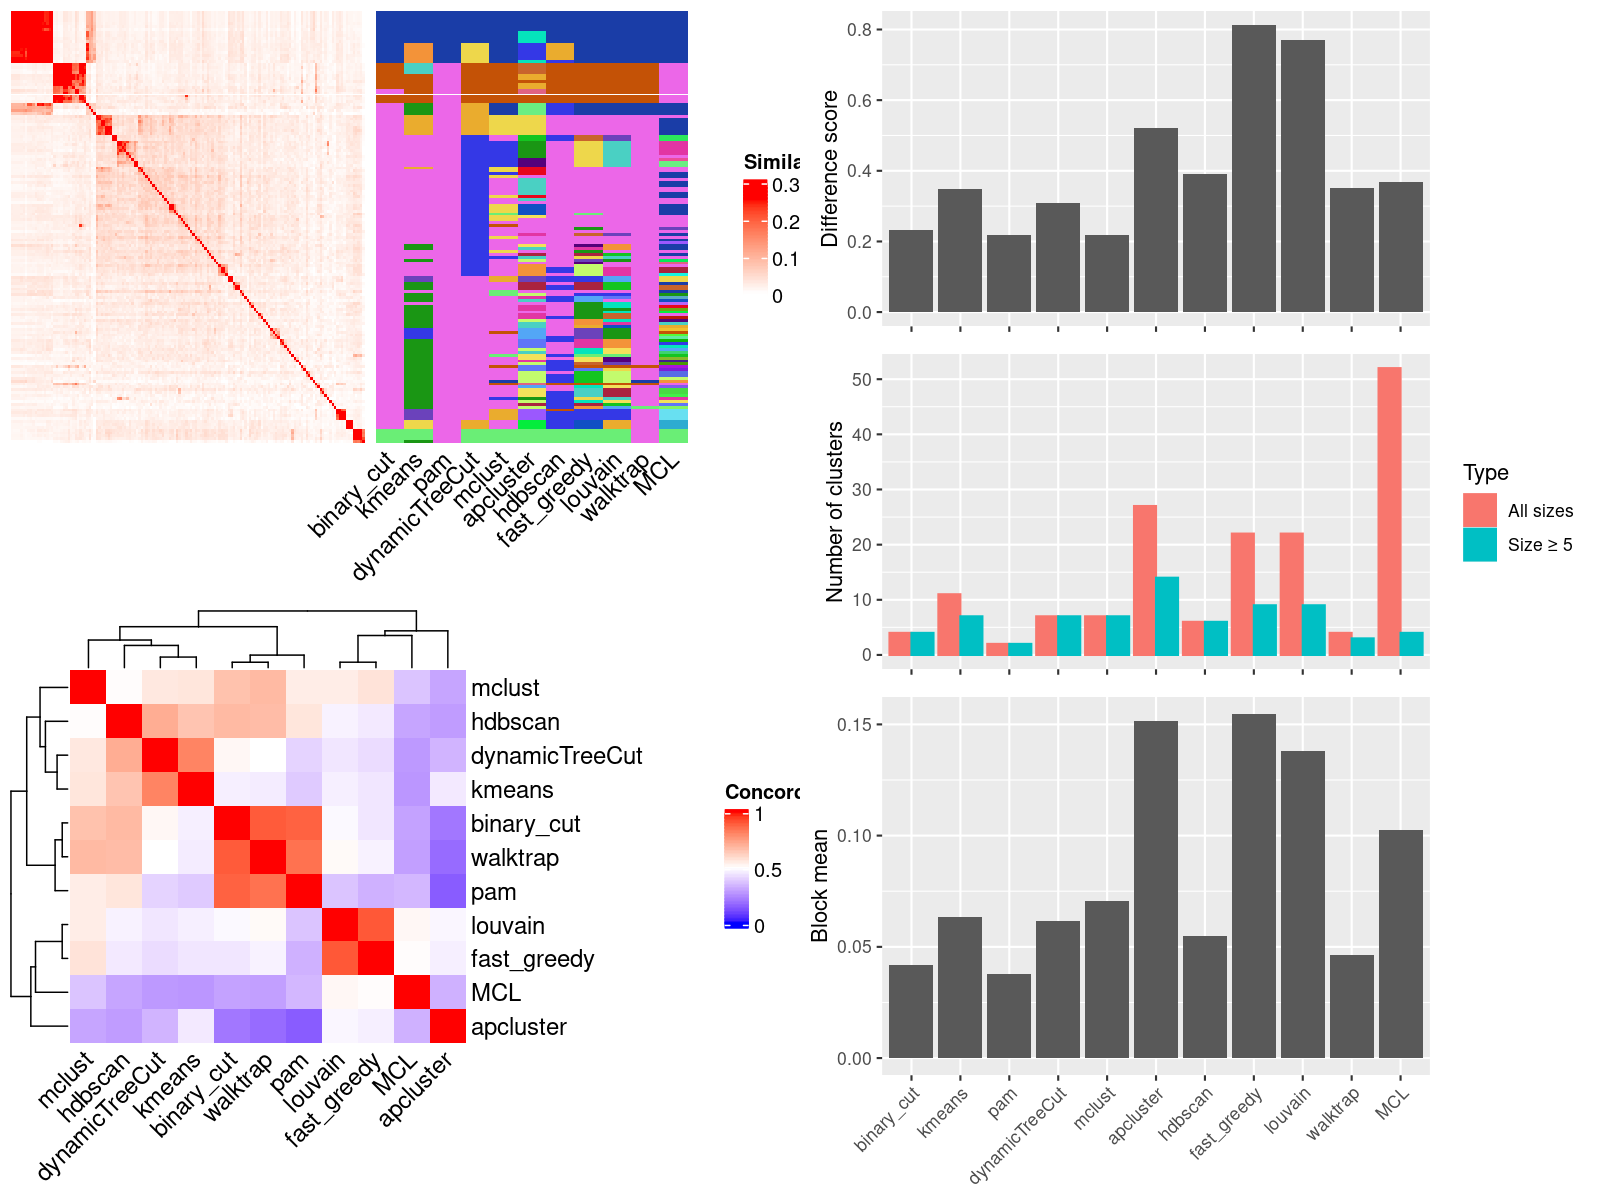 Simila
0.3
0.2
0.1
0
binary_cut
kmeans
pam
dynamicTreeCut
mclust
apcluster
hdbscan
fast_greedy
louvain
walktrap
MCL
mclust
hdbscan
dynamicTreeCut
kmeans
binary_cut
walktrap
pam
louvain
fast_greedy
MCL
apcluster
mclust
hdbscan
dynamicTreeCut
kmeans
binary_cut
walktrap
pam
louvain
fast_greedy
MCL
apcluster
Concord
1
0.5
0
Difference score
0.8
0.6
0.4
0.2
0.0
Number of clusters
50
40
30
20
10
0
Type
All sizes
Size ≥ 5
Block mean
0.15
0.10
0.05
0.00
binary_cut
kmeans
pam
dynamicTreeCut
mclust
apcluster
hdbscan
fast_greedy
louvain
walktrap
MCL